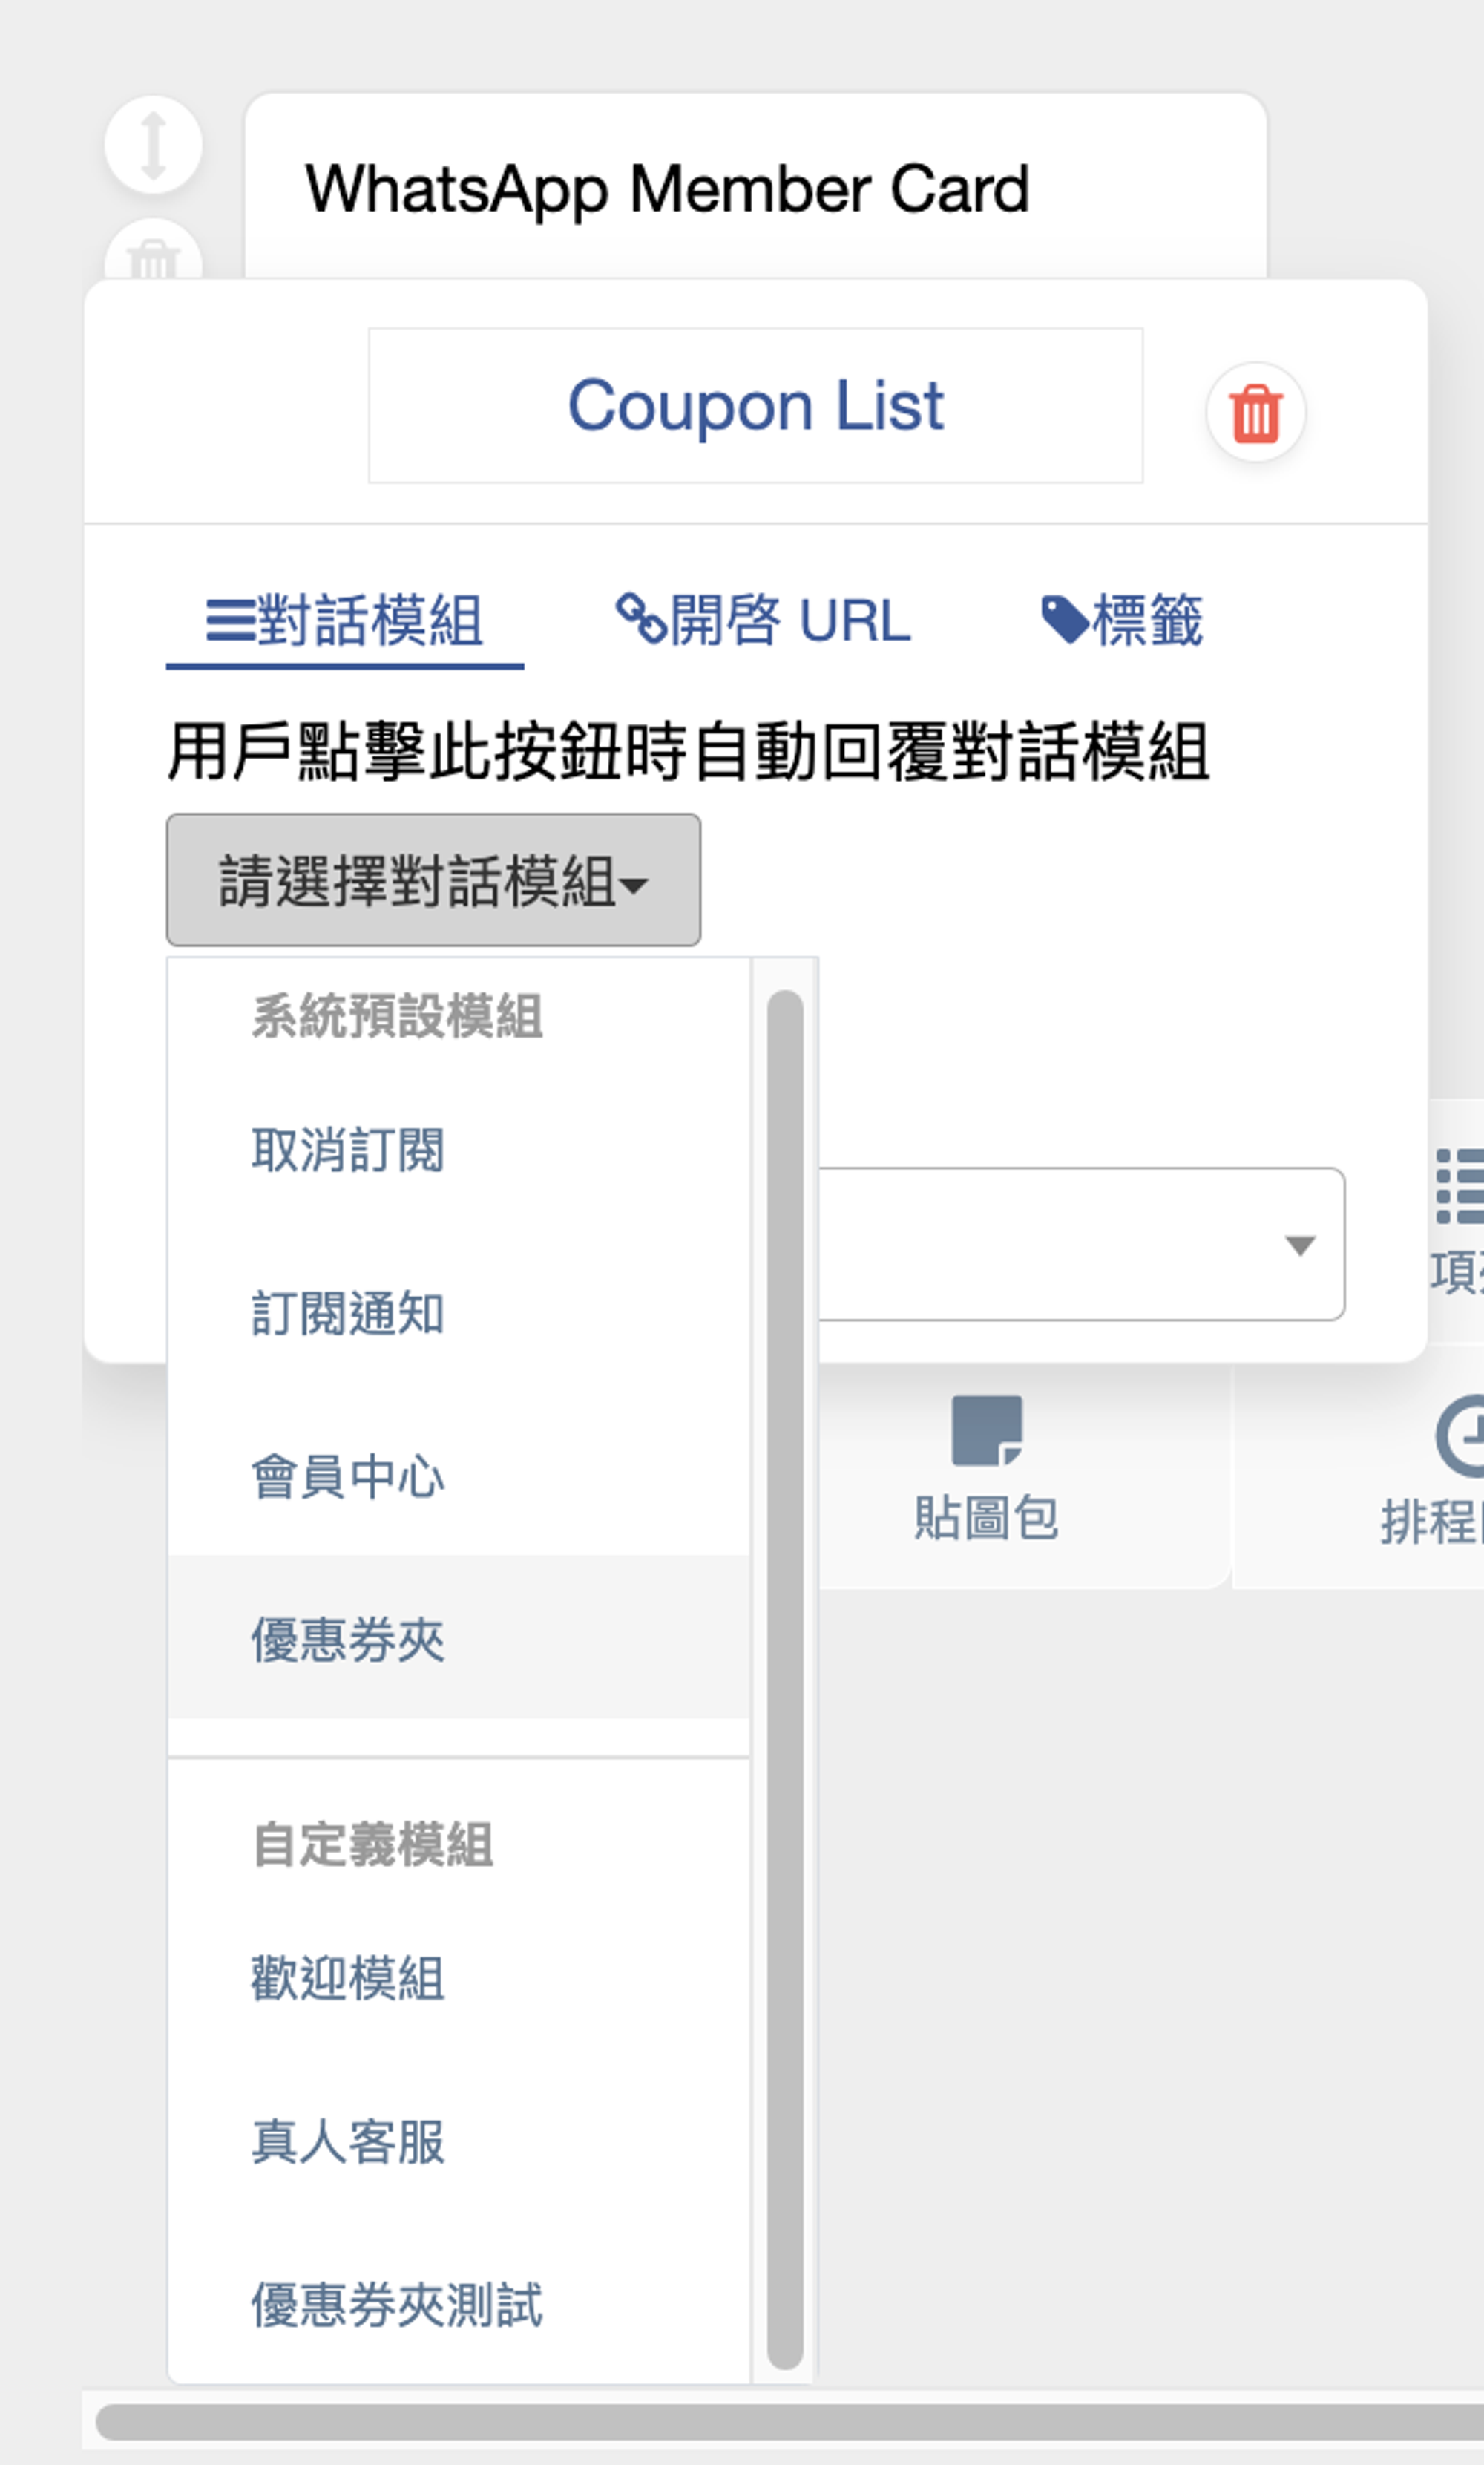 WhatsApp Member Card
Coupon List
對話模組 開啓 URL 標籤
用戶點擊此按鈕時自動回覆對話模組
請選擇對話模組
系統預設模組
取消訂閱
訂閱通知
會員中心
優惠券夾
自定義模組
歡迎模組
真人客服
優惠券夾測試
項
貼圖包
排程